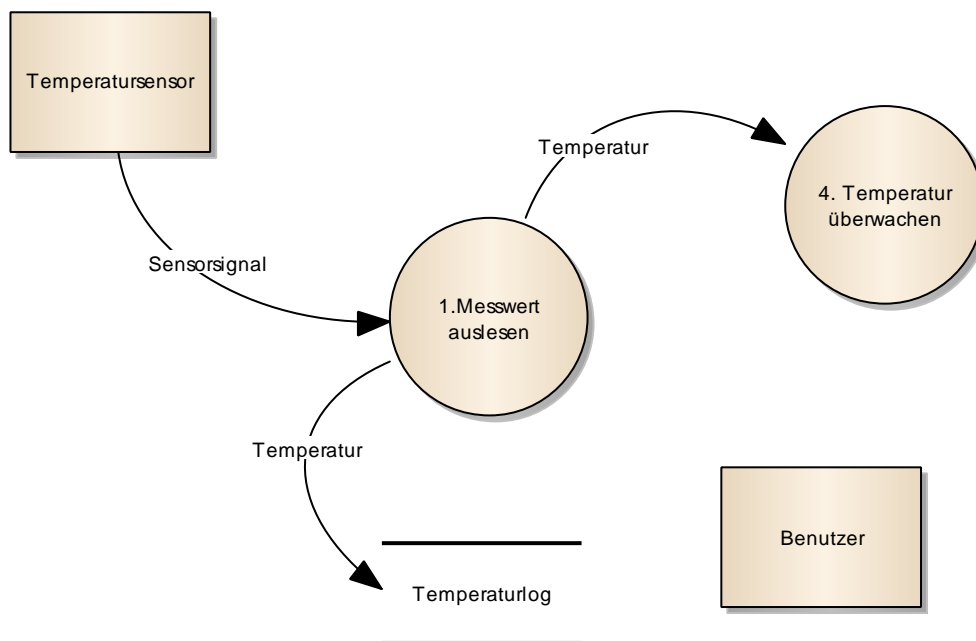 Temperatursensor
Temperatur
4. Temperatur
überwachen
Sensorsignal
1.Messwert
auslesen
Temperatur
Benutzer
Temperaturlog